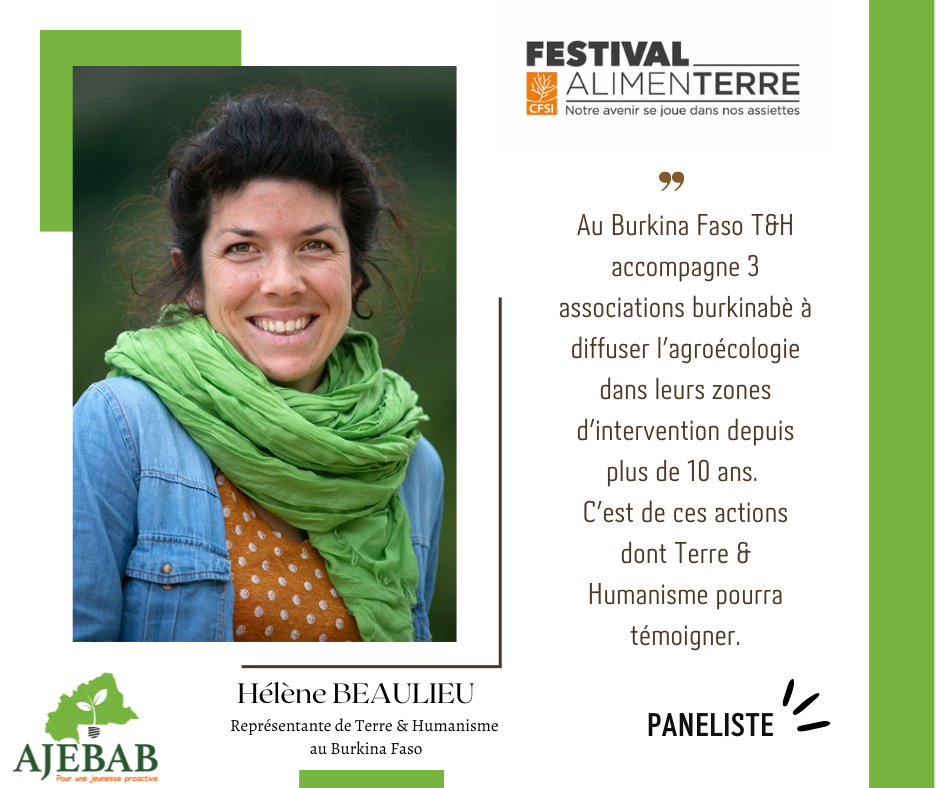 FESTIVAL
ALIMENTERRE
CFSI
Notre avenir se joue dans nos assiettes
”
Au Burkina Faso T&H
accompagne 3
associations burkinabè à
diffuser l’agroécologie
dans leurs zones
d’intervention depuis
plus de 10 ans.
C’est de ces actions
dont Terre &
Humanisme pourra
témoigner.
Hélène BEAULIEU
Représentante de Terre & Humanisme
au Burkina Faso
PANELISTE
AJEBAB
Pour une jeunesse proactive